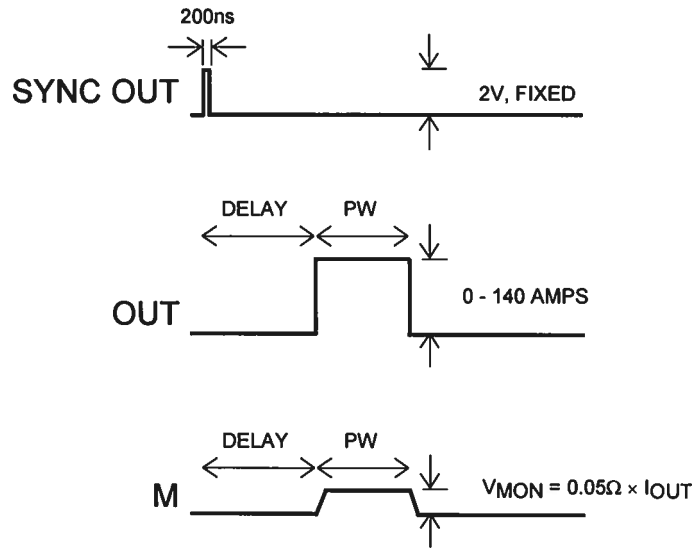 200ns
SYNC OUT
2V, FIXED
DELAY PW
OUT
0 - 140 AMPS
DELAY PW
M
VMON = 0.05Ω × IOUT